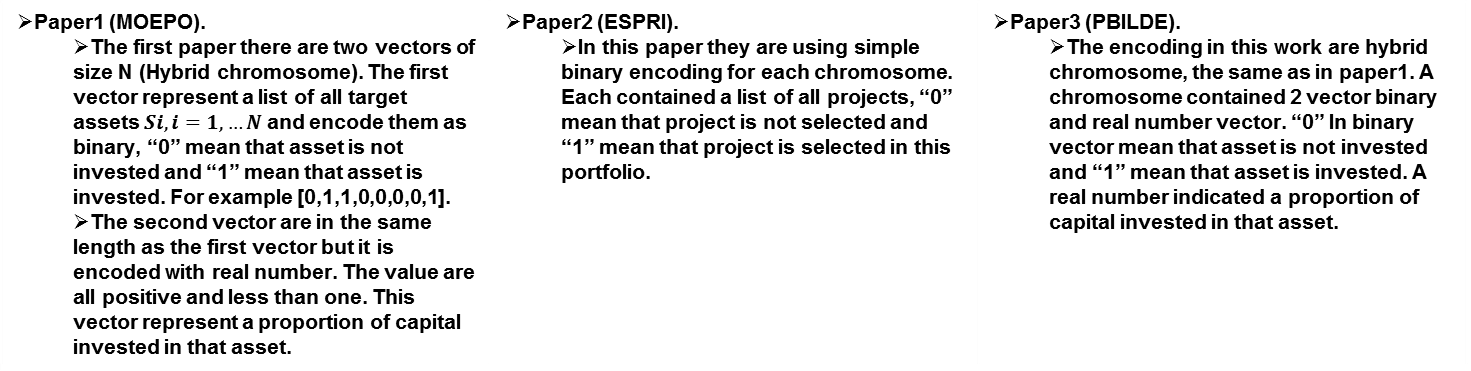 ➢Paper1 (MOEPO).
➢The first paper there are two vectors of
size N (Hybrid chromosome). The first
vector represent a list of all target
assets Si, i = 1, … N and encode them as
binary, “0” mean that asset is not
invested and “1” mean that asset is
invested. For example [0,1,1,0,0,0,0,1].
➢The second vector are in the same
length as the first vector but it is
encoded with real number. The value are
all positive and less than one. This
vector represent a proportion of capital
invested in that asset.
➢Paper2 (ESPRI).
➢In this paper they are using simple
binary encoding for each chromosome.
Each contained a list of all projects, “0”
mean that project is not selected and
“1” mean that project is selected in this
portfolio.
➢Paper3 (PBILDE).
➢The encoding in this work are hybrid
chromosome, the same as in paper1. A
chromosome contained 2 vector binary
and real number vector. “0” In binary
vector mean that asset is not invested
and “1” mean that asset is invested. A
real number indicated a proportion of
capital invested in that asset.